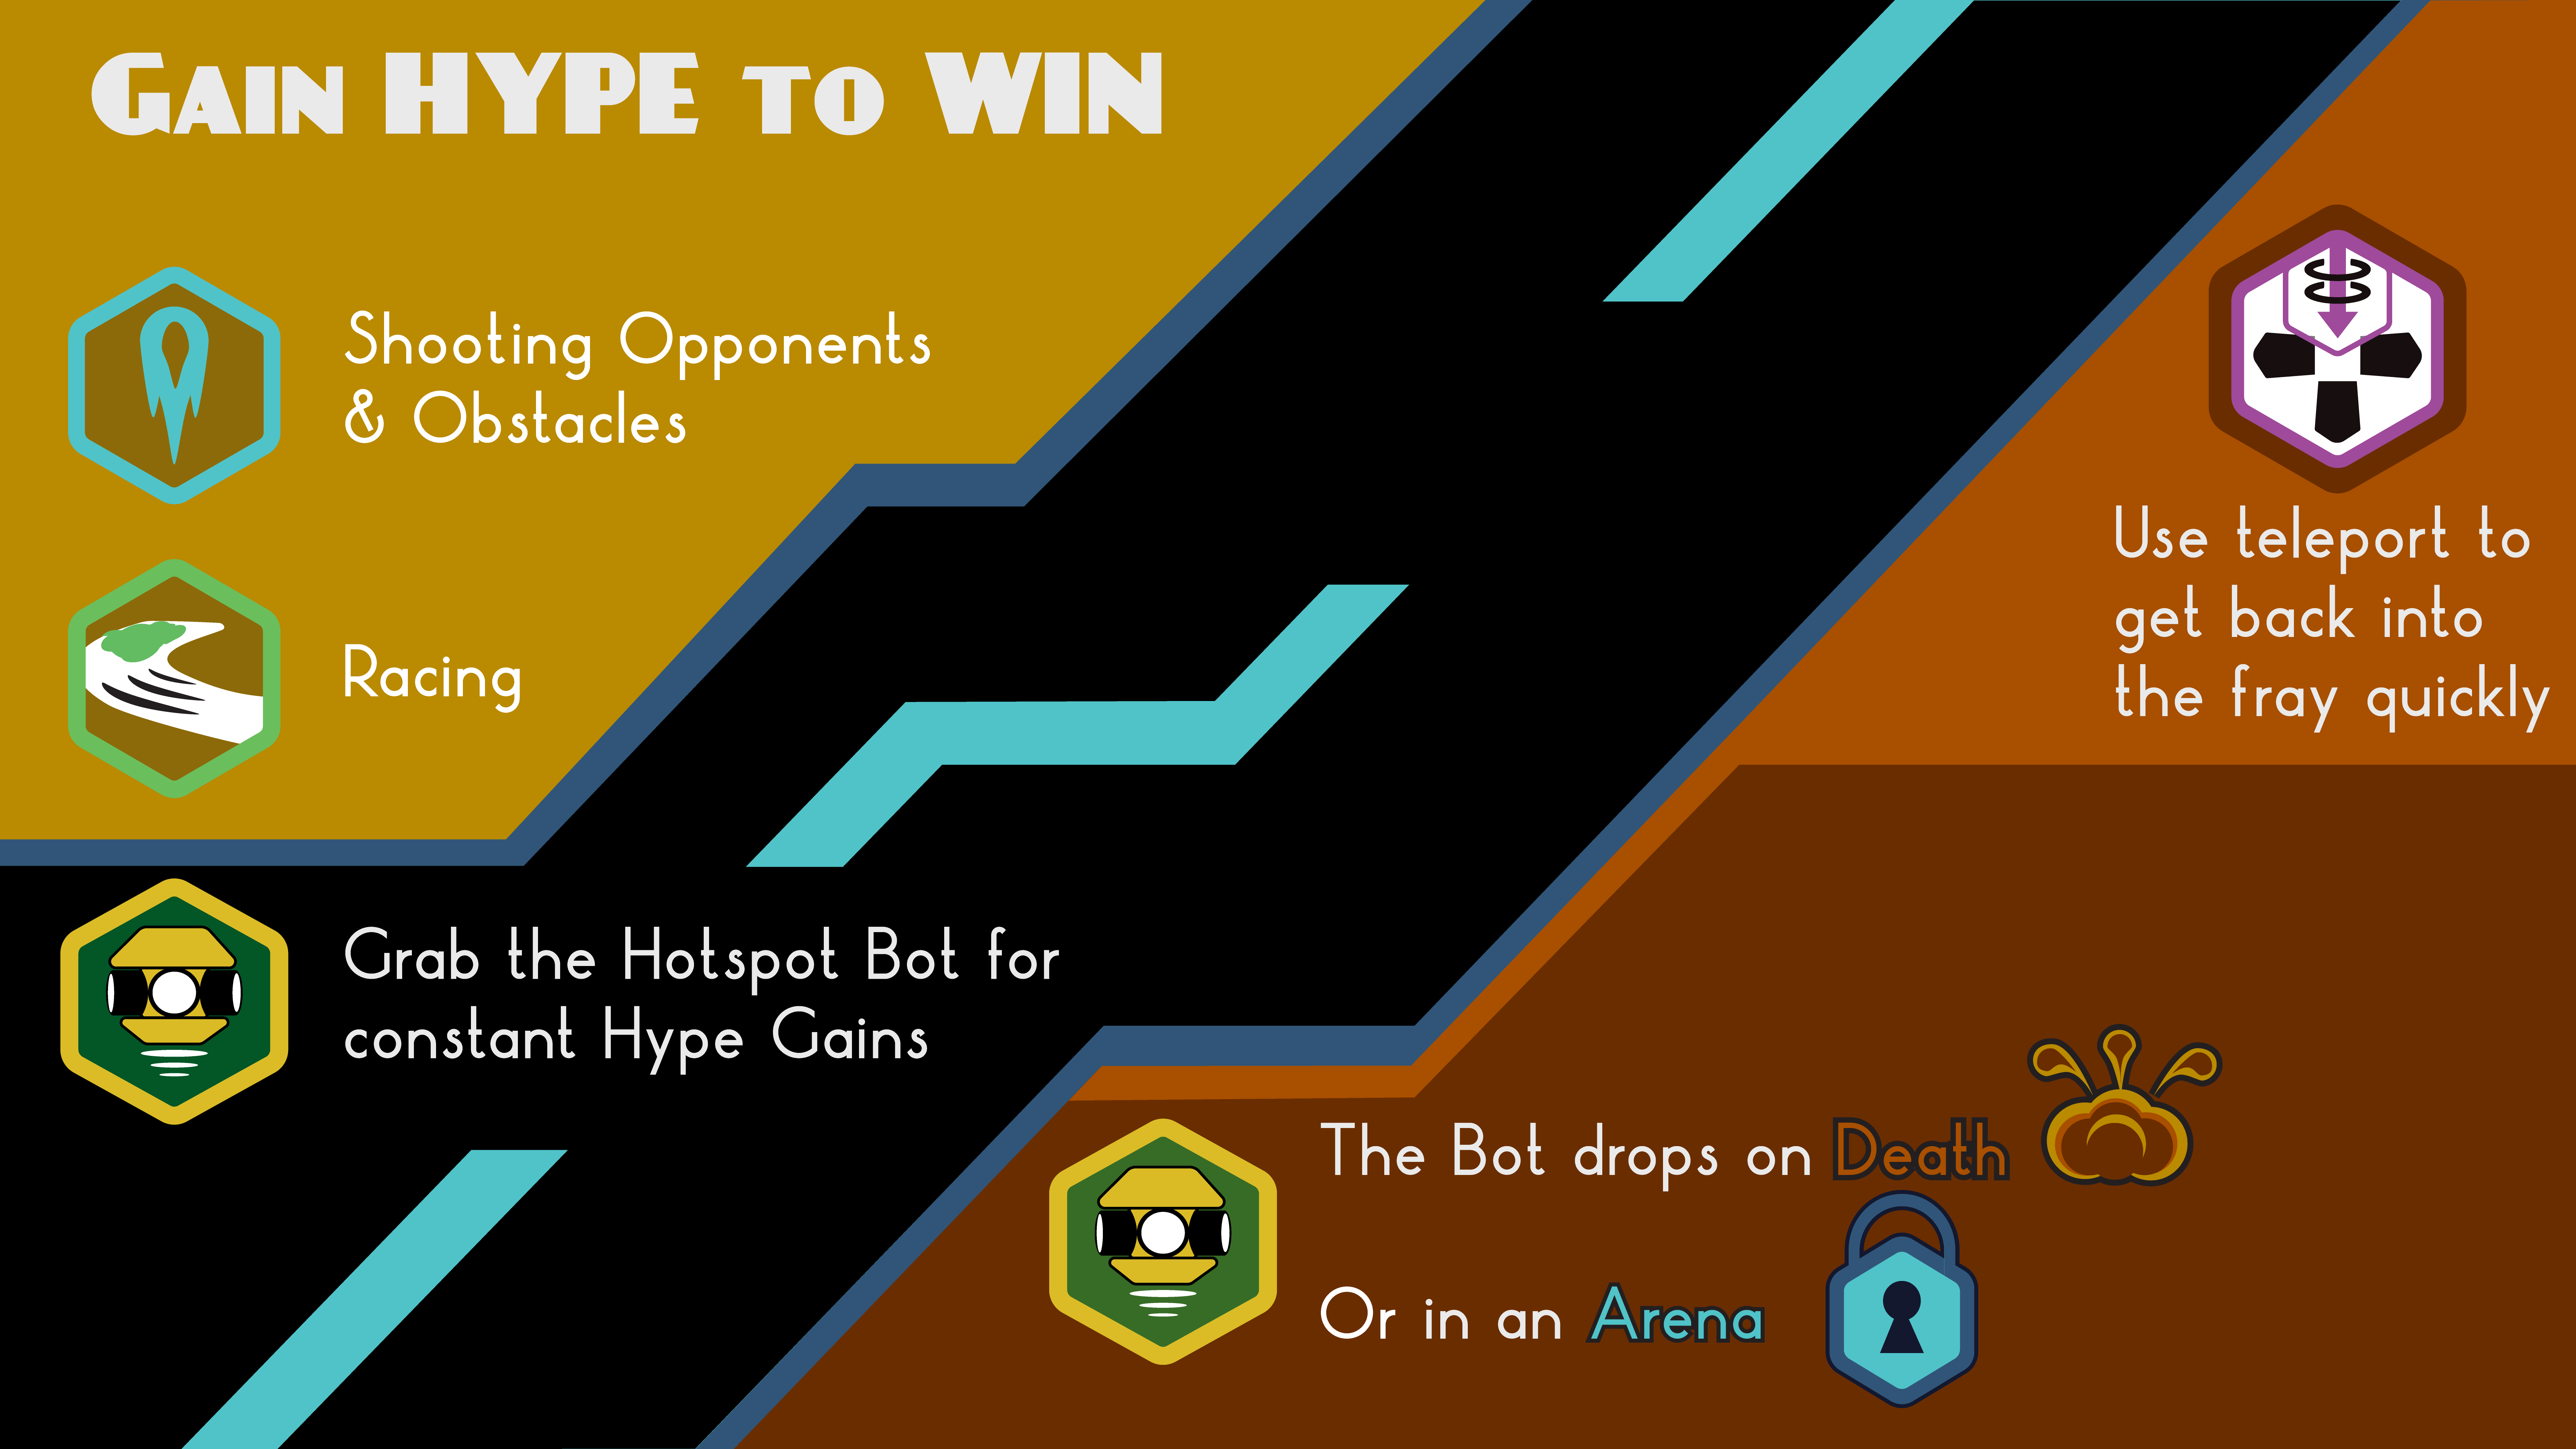 GAIN HYPE TO WIN
Shooting Opponents
& Obstacles
Racing
Grab the Hotspot Bot for
constant Hype Gains
Use teleport to
get back into
the fray quickly
The Bot drops on Death
Or in an Arena